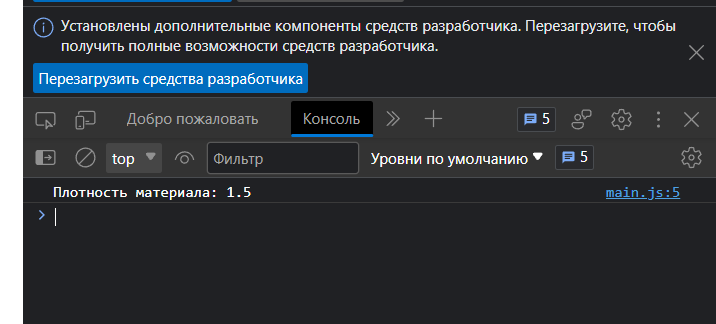 Установлены дополнительные компоненты средств разработчика. Перезагрузите, чтобы
получить полные возможности средств разработчика.
Перезагрузить средства разработчика
Добро пожаловать Консоль 5
top Фильтр Уровни по умолчанию 5
Плотность материала: 1.5 main.js:5